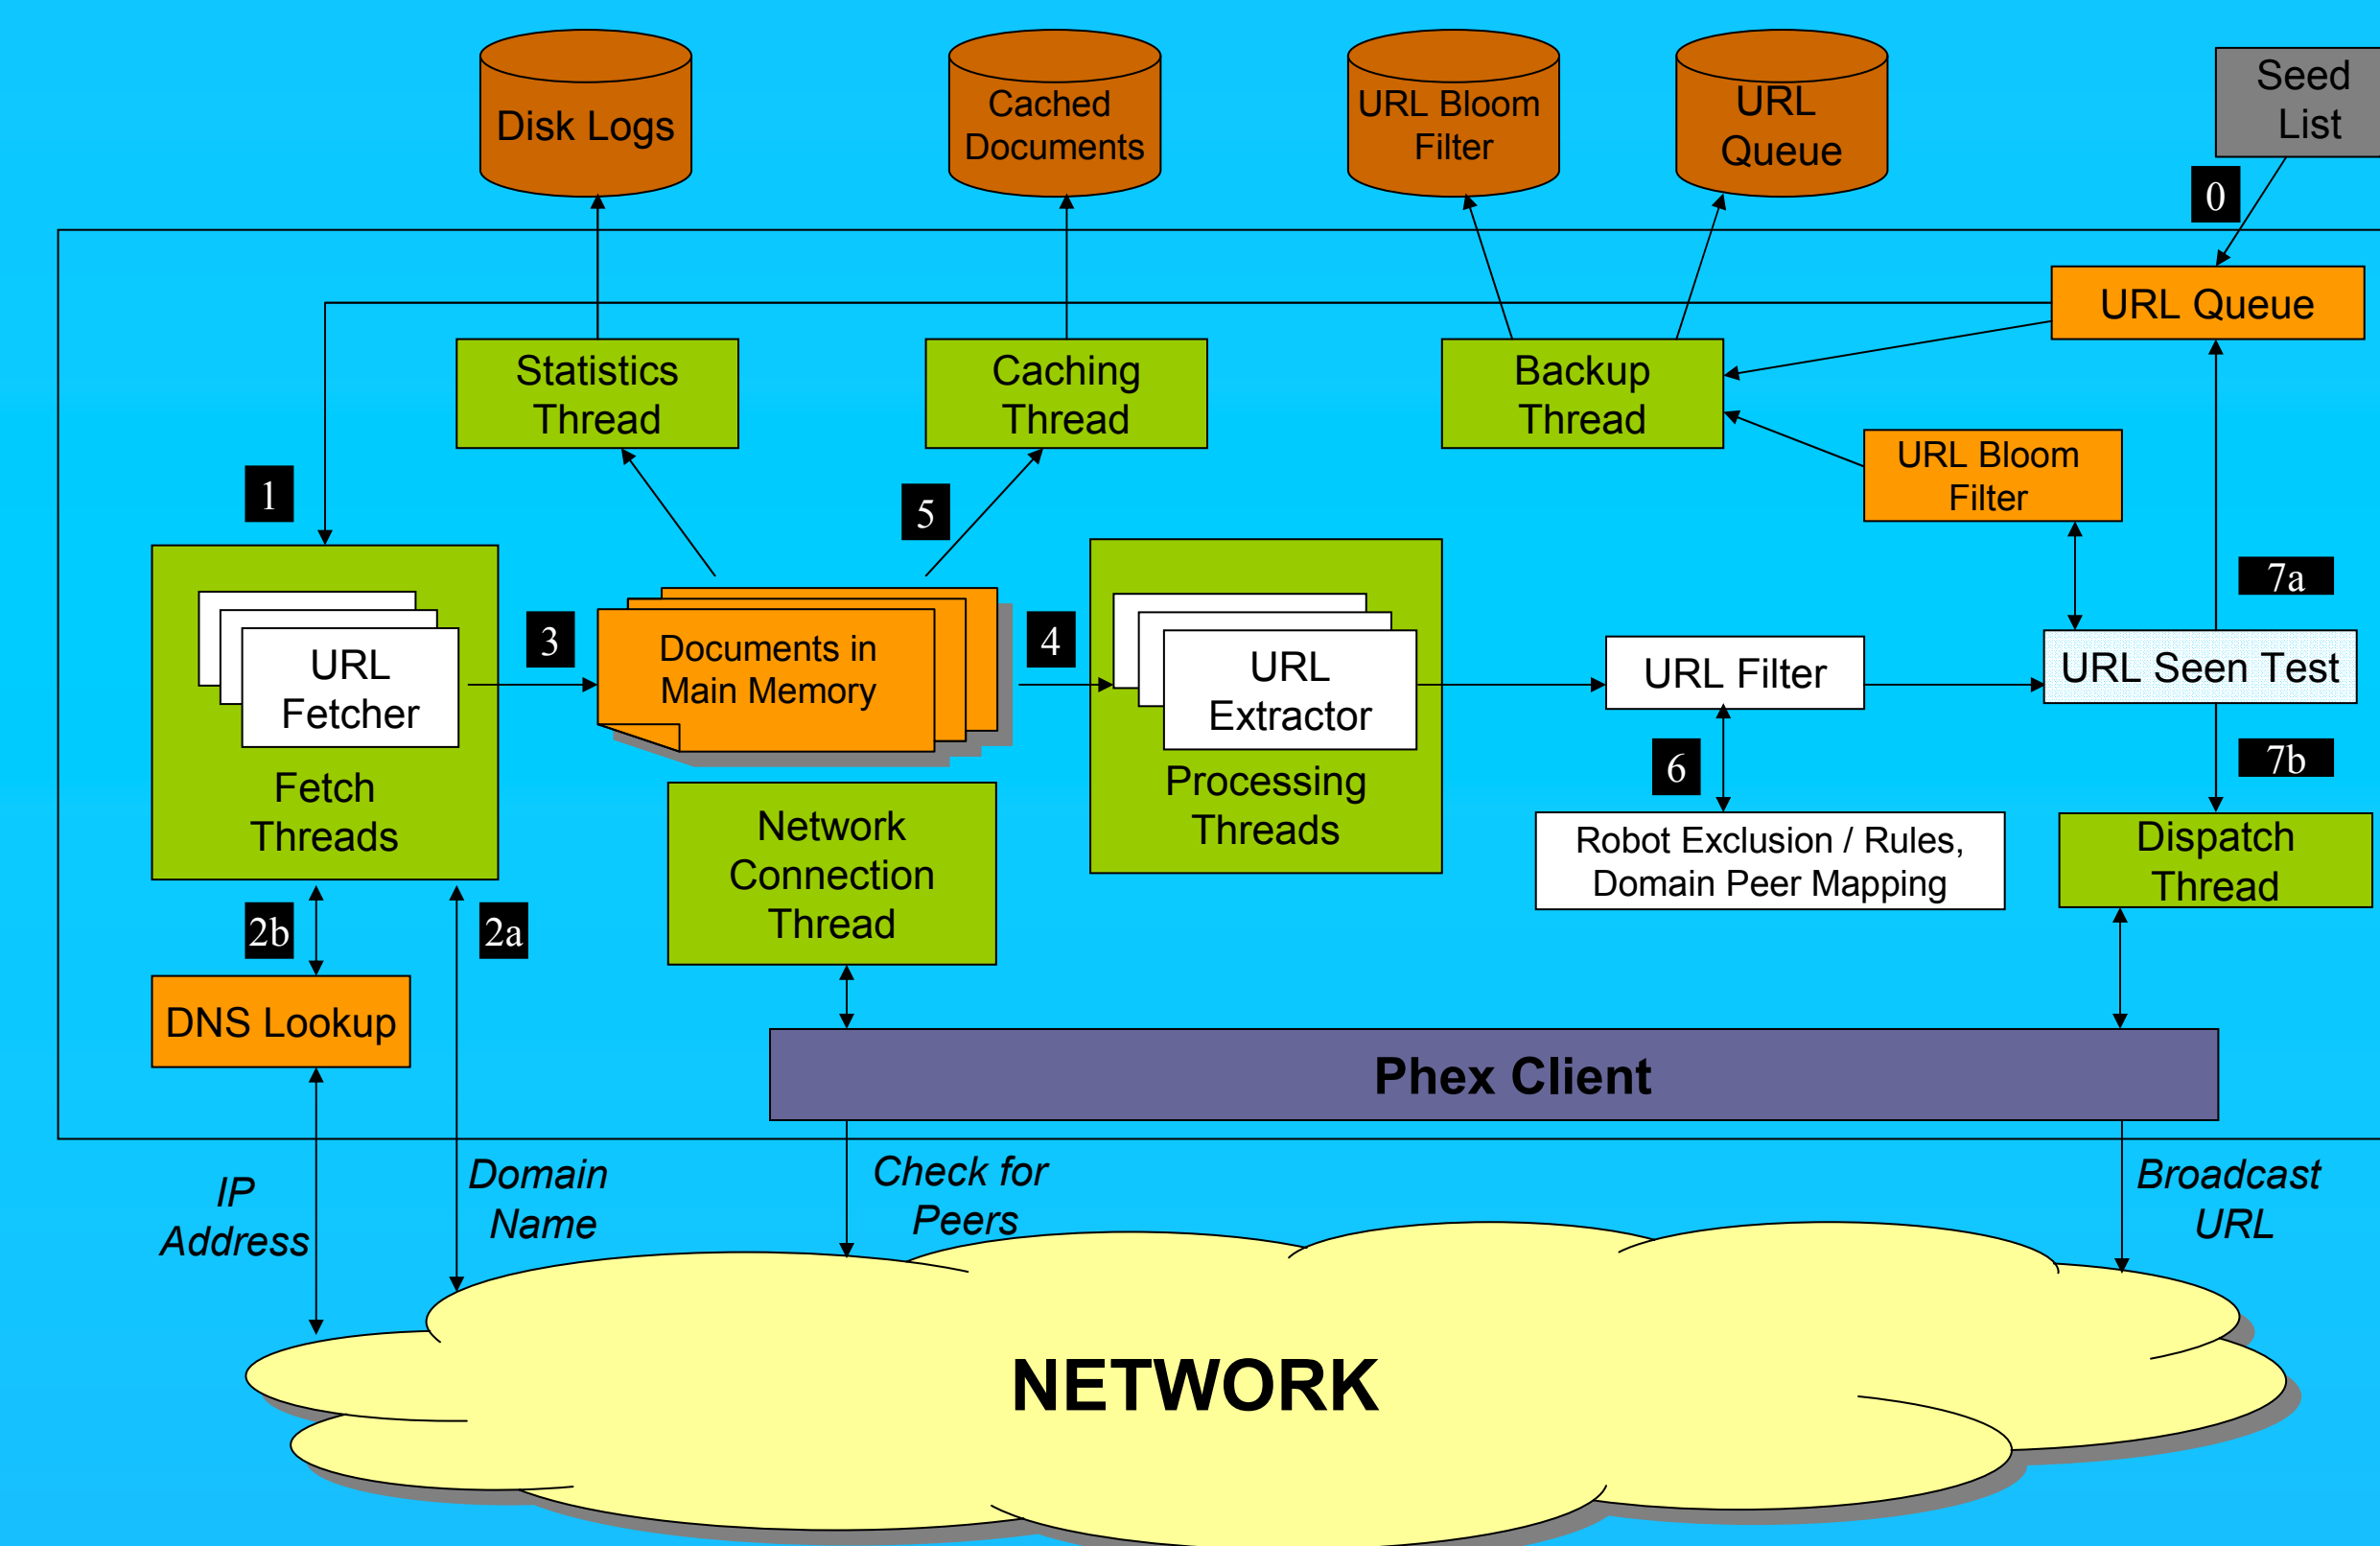 Disk Logs
Cached
Documents
URL Bloom
Filter
URL
Queue
Seed
List
0
URL Queue
Statistics
Thread
Caching
Thread
Backup
Thread
URL Bloom
Filter
1
5
7a
URL
Fetcher
Fetch
Threads
3
Documents in
Main Memory
4
URL
Extractor
Processing
Threads
URL Filter
URL Seen Test
6
7b
Network
Connection
Thread
Robot Exclusion / Rules,
Domain Peer Mapping
Dispatch
Thread
2b
2a
DNS Lookup
Phex Client
IP
Address
Domain
Name
Check for
Peers
Broadcast
URL
NETWORK